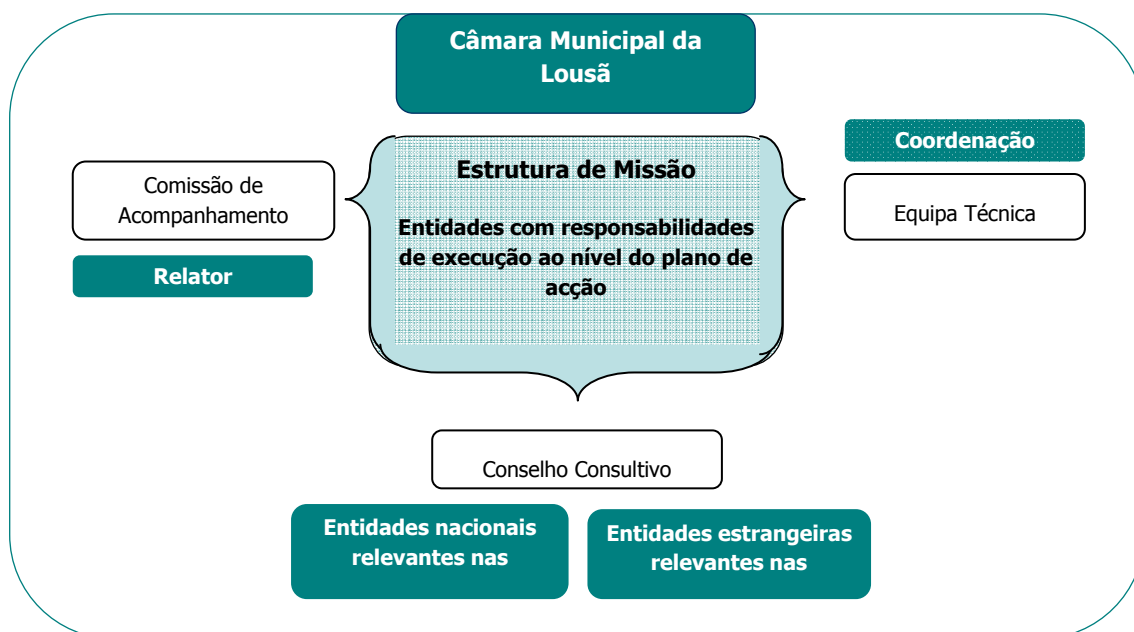 Câmara Municipal da
Lousã
Coordenação
Estrutura de Missão
Comissão de
Acompanhamento
Equipa Técnica
Entidades com responsabilidades
de execução ao nível do plano de
acção
Relator
Conselho Consultivo
Entidades nacionais
relevantes nas
Entidades estrangeiras
relevantes nas